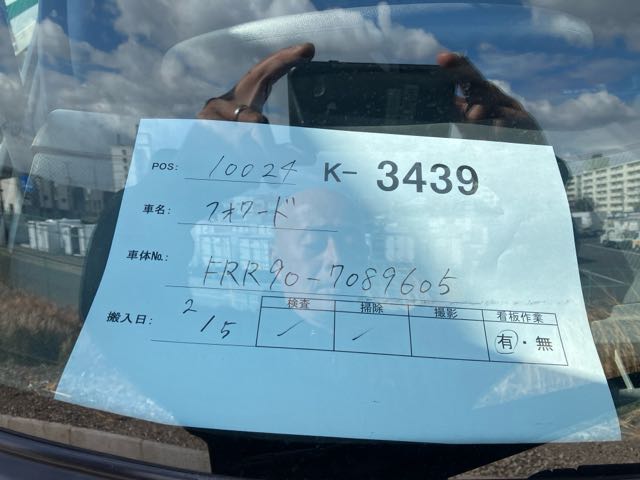 POS: 10024 K- 3439
車名: フォワード
車体No.: FRR90-7089605
搬入日: 2/5
検査 掃除 撮影 看板作業
✓ ✓ 有・無